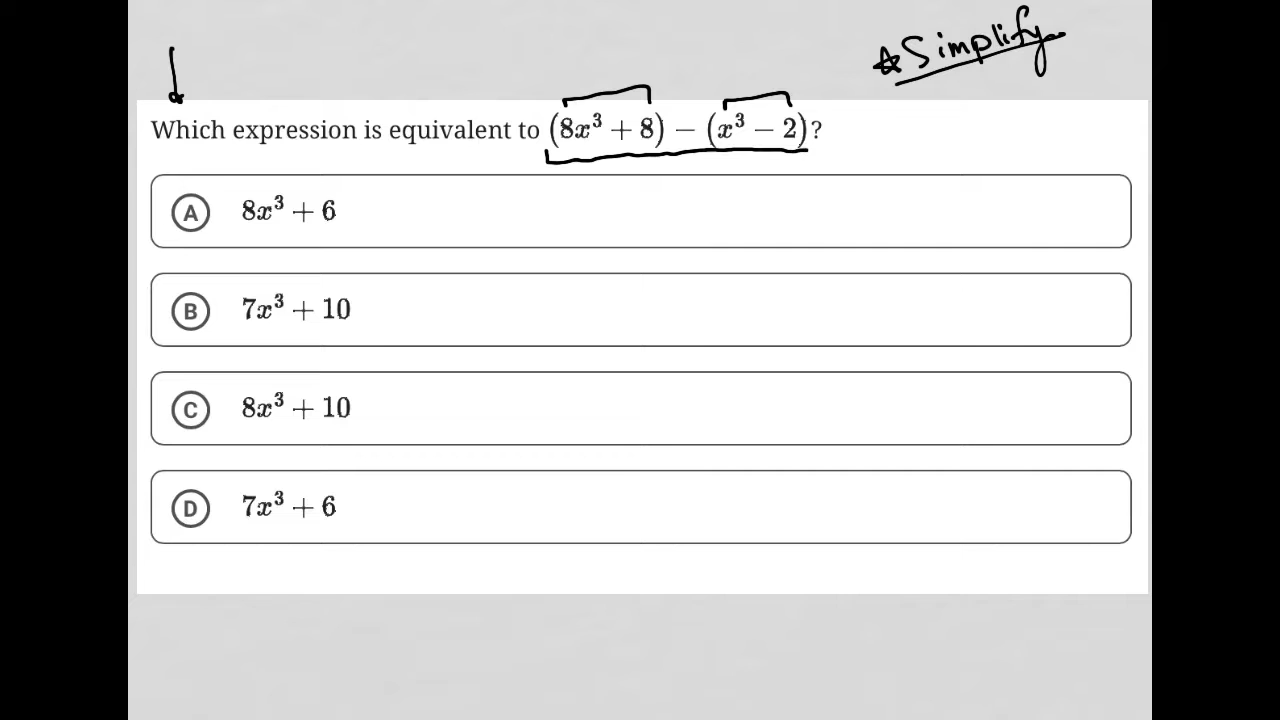 ☆Simplify
Which expression is equivalent to (8x³ + 8) − (x³ − 2)?
A 8x³ + 6
B 7x³ + 10
C 8x³ + 10
D 7x³ + 6